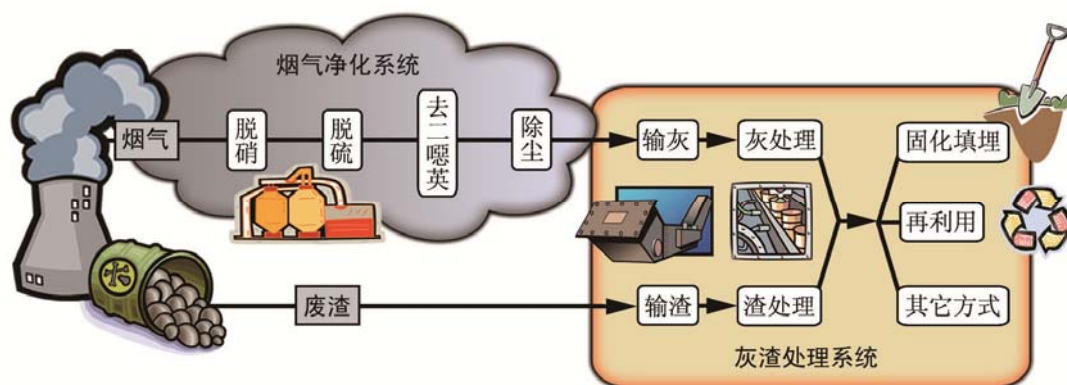 烟气净化系统
烟气
脱硝
脱硫
去二噁英
除尘
输灰
灰处理
固化填埋
再利用
其它方式
废渣
输渣
渣处理
灰渣处理系统